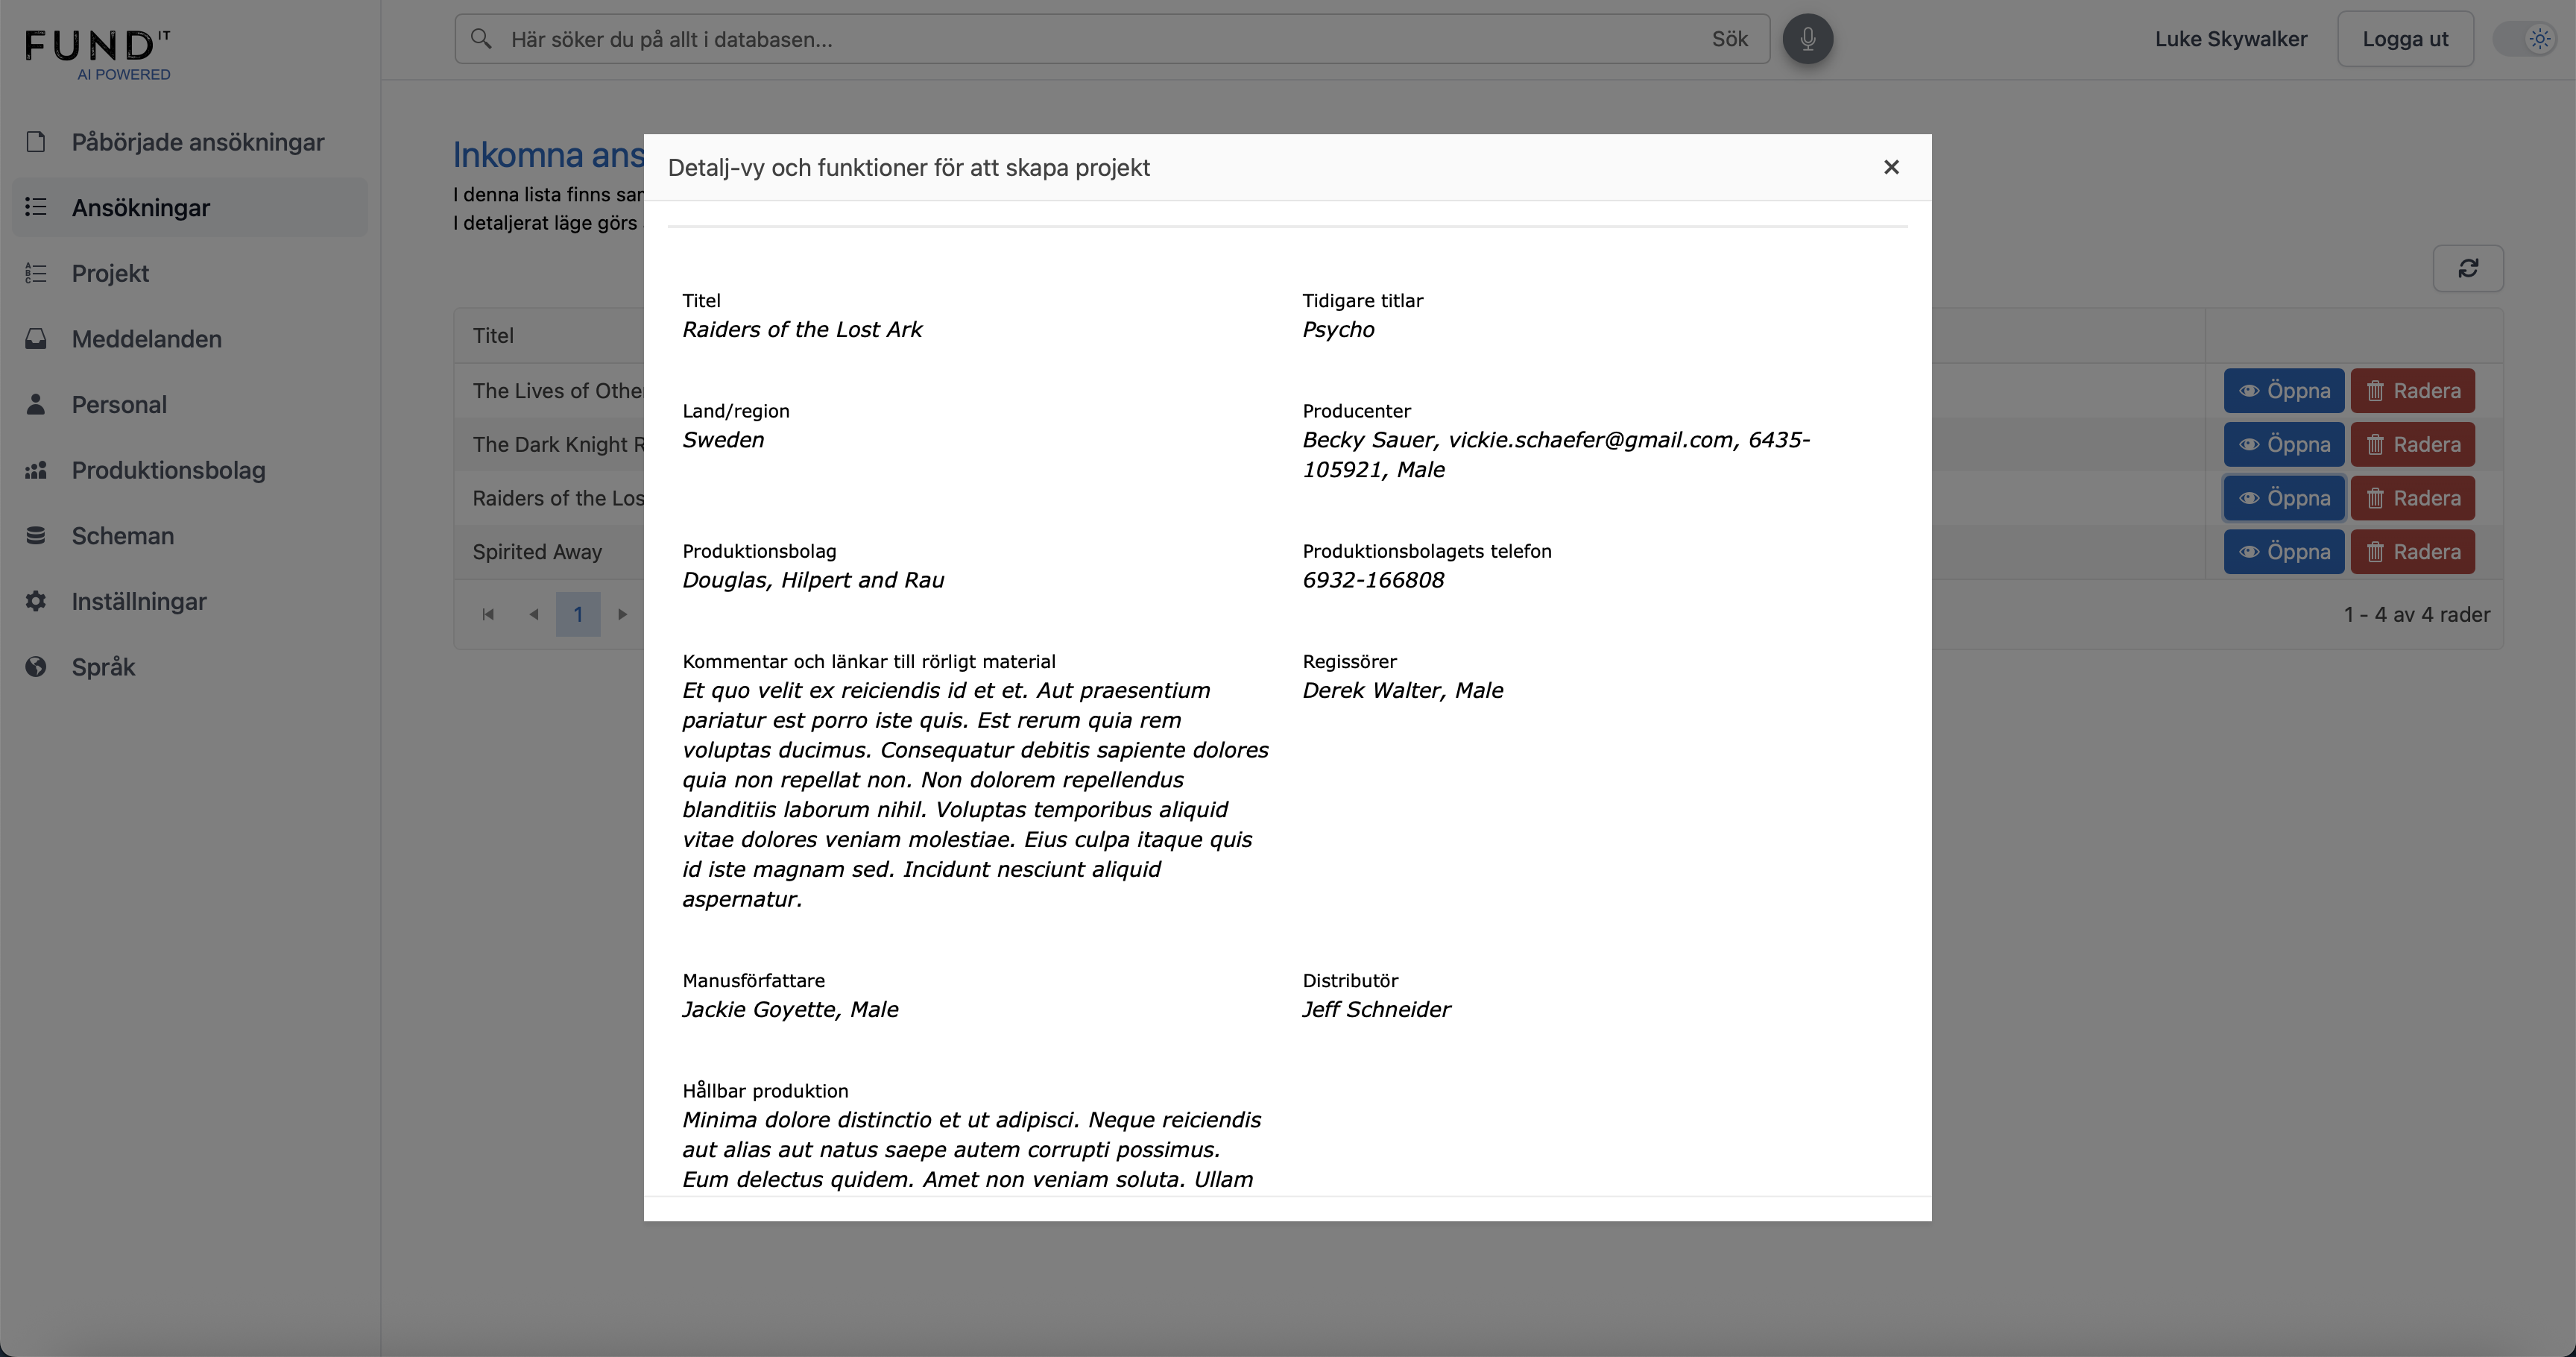 FUND IT
AI POWERED
Här söker du på allt i databasen...
Sök
Luke Skywalker
Logga ut
Påbörjade ansökningar
Ansökningar
Projekt
Meddelanden
Personal
Produktionsbolag
Scheman
Inställningar
Språk
Inkomna ans
I denna lista finns
I detaljerat läge görs
Titel
The Lives of Othe
The Dark Knight R
Raiders of the Los
Spirited Away
1
Detalj-vy och funktioner för att skapa projekt
Titel
Raiders of the Lost Ark
Tidigare titlar
Psycho
Land/region
Sweden
Producenter
Becky Sauer, vickie.schaefer@gmail.com, 6435-
105921, Male
Produktionsbolag
Douglas, Hilpert and Rau
Produktionsbolagets telefon
6932-166808
Kommentar och länkar till rörligt material
Et quo velit ex reiciendis id et et. Aut praesentium
pariatur est porro iste quis. Est rerum quia rem
voluptas ducimus. Consequatur debitis sapiente dolores
quia non repellat non. Non dolorem repellendus
blanditiis laborum nihil. Voluptas temporibus aliquid
vitae dolores veniam molestiae. Eius culpa itaque quis
id iste magnam sed. Incidunt nesciunt aliquid
aspernatur.
Regissörer
Derek Walter, Male
Manusförfattare
Jackie Goyette, Male
Distributör
Jeff Schneider
Hållbar produktion
Minima dolore distinctio et ut adipisci. Neque reiciendis
aut alias aut natus saepe autem corrupti possimus.
Eum delectus quidem. Amet non veniam soluta. Ullam
Öppna Radera
Öppna Radera
Öppna Radera
Öppna Radera
1 - 4 av 4 rader